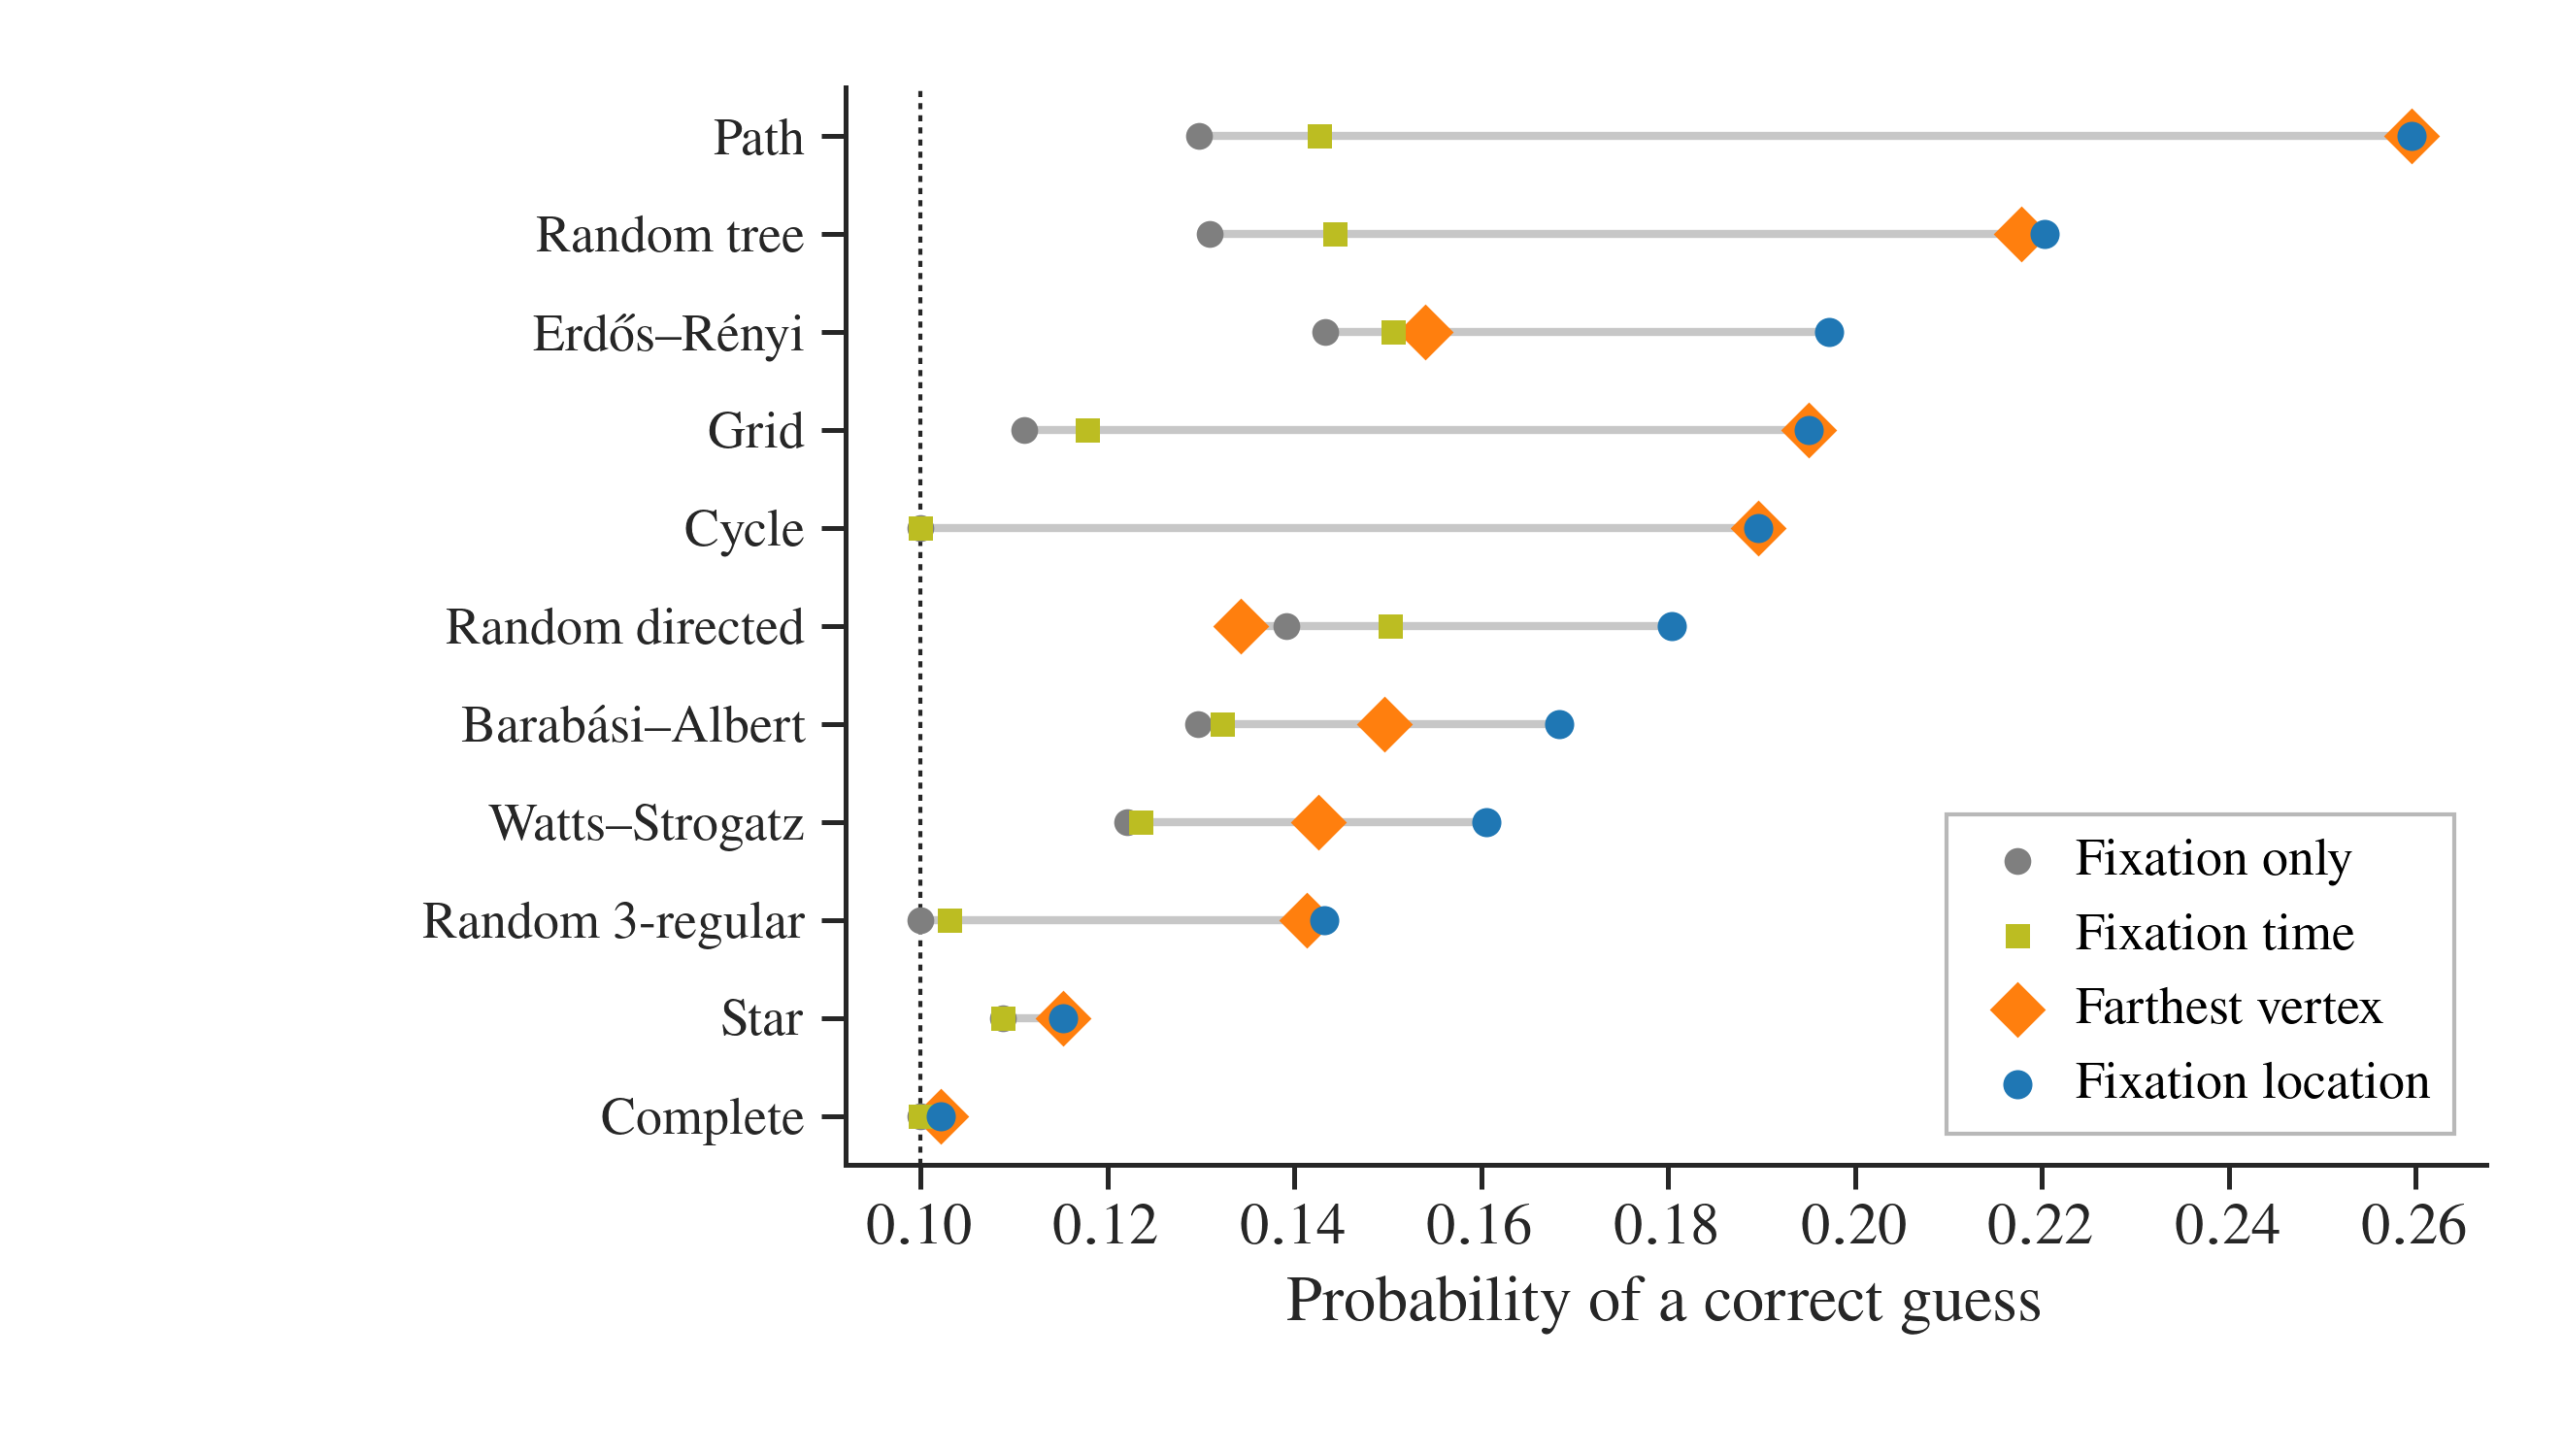 Path
Random tree
Erdős–Rényi
Grid
Cycle
Random directed
Barabási–Albert
Watts–Strogatz
Random 3-regular
Star
Complete
Fixation only
Fixation time
Farthest vertex
Fixation location
0.10 0.12 0.14 0.16 0.18 0.20 0.22 0.24 0.26
Probability of a correct guess